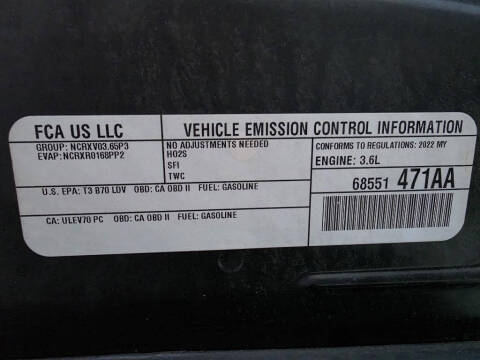 FCA US LLC
GROUP: NCRXV03.65P3
EVAP: NCRXR0168PP2
VEHICLE EMISSION CONTROL INFORMATION
NO ADJUSTMENTS NEEDED
HO2S
SFI
TWC
CONFORMS TO REGULATIONS: 2022 MY
ENGINE: 3.6L
68551 471AA
U.S. EPA: T3 B70 LDV OBD: CA OBD II FUEL: GASOLINE
CA: ULEV70 PC OBD: CA OBD II FUEL: GASOLINE